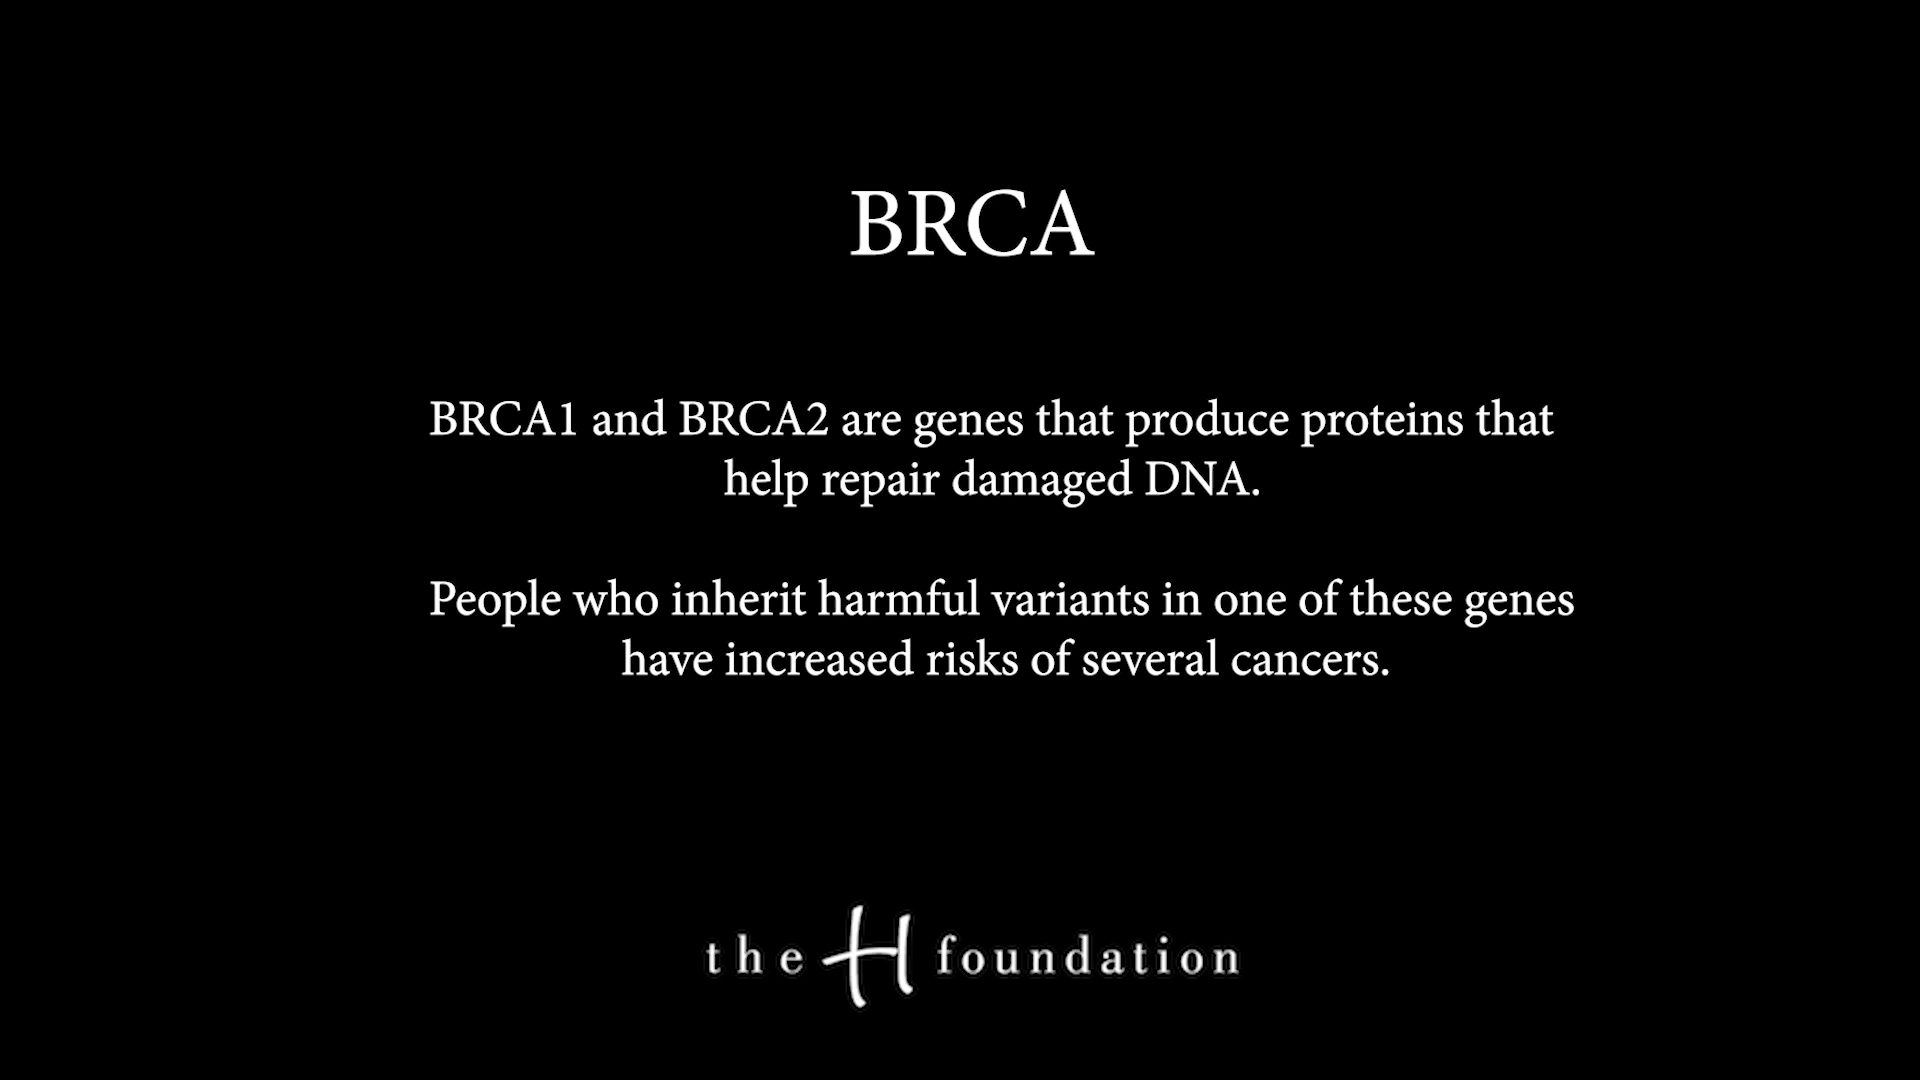 BRCA
BRCA1 and BRCA2 are genes that produce proteins that
help repair damaged DNA.
People who inherit harmful variants in one of these genes
have increased risks of several cancers.
the H foundation